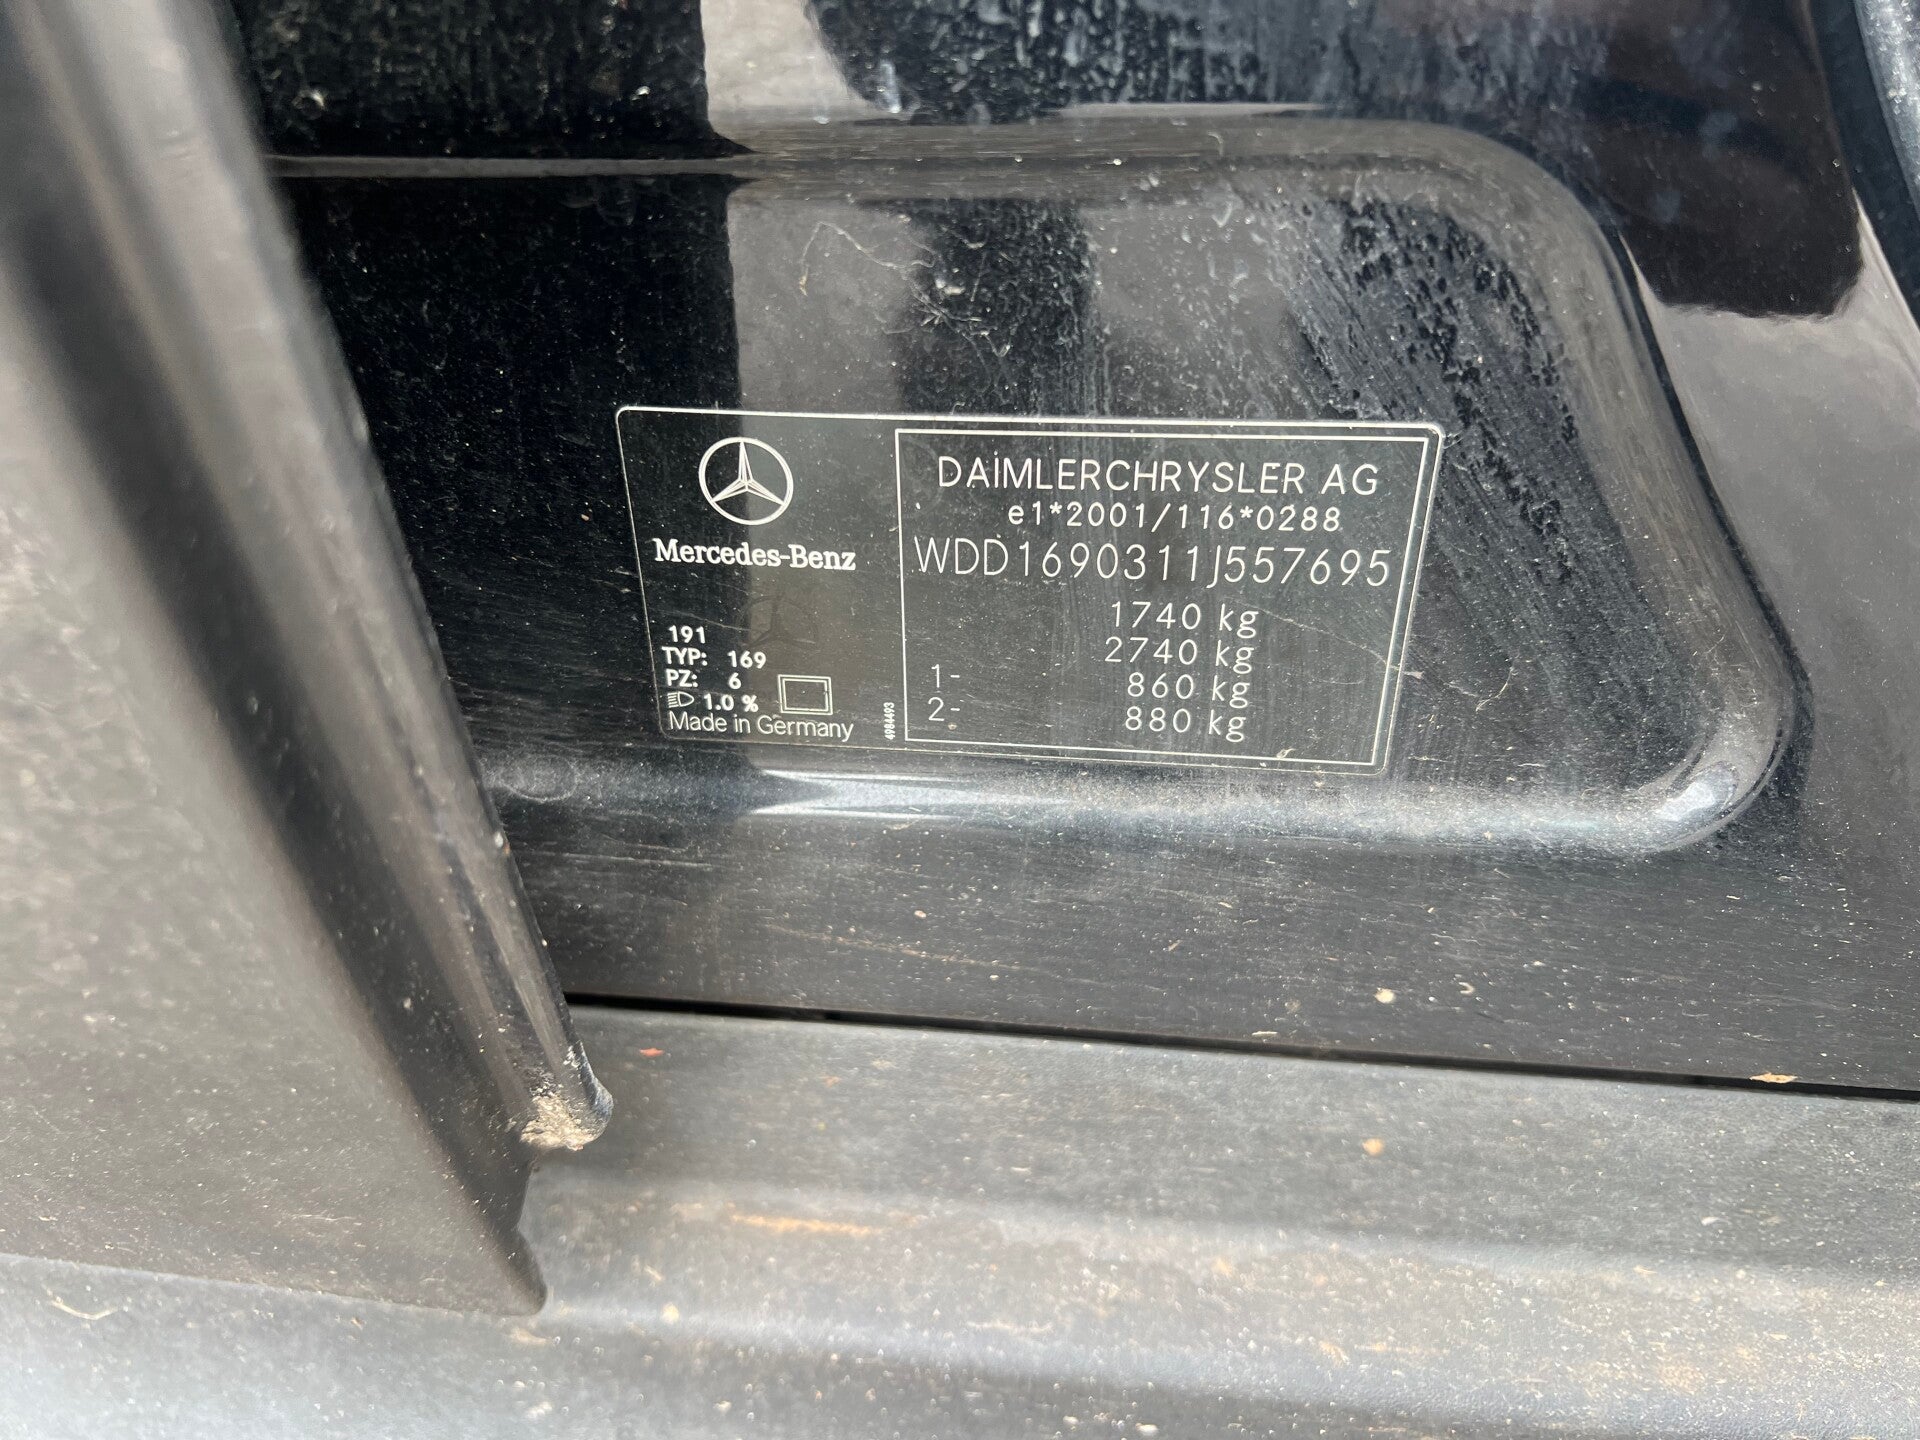 Mercedes-Benz
191
TYP: 169
PZ: 6
1.0 %
Made in Germany
4984493
DAiMLERCHRYSLER AG
e1*2001/116*0288
WDD1690311J557695
1740 kg
2740 kg
1- 860 kg
2- 880 kg